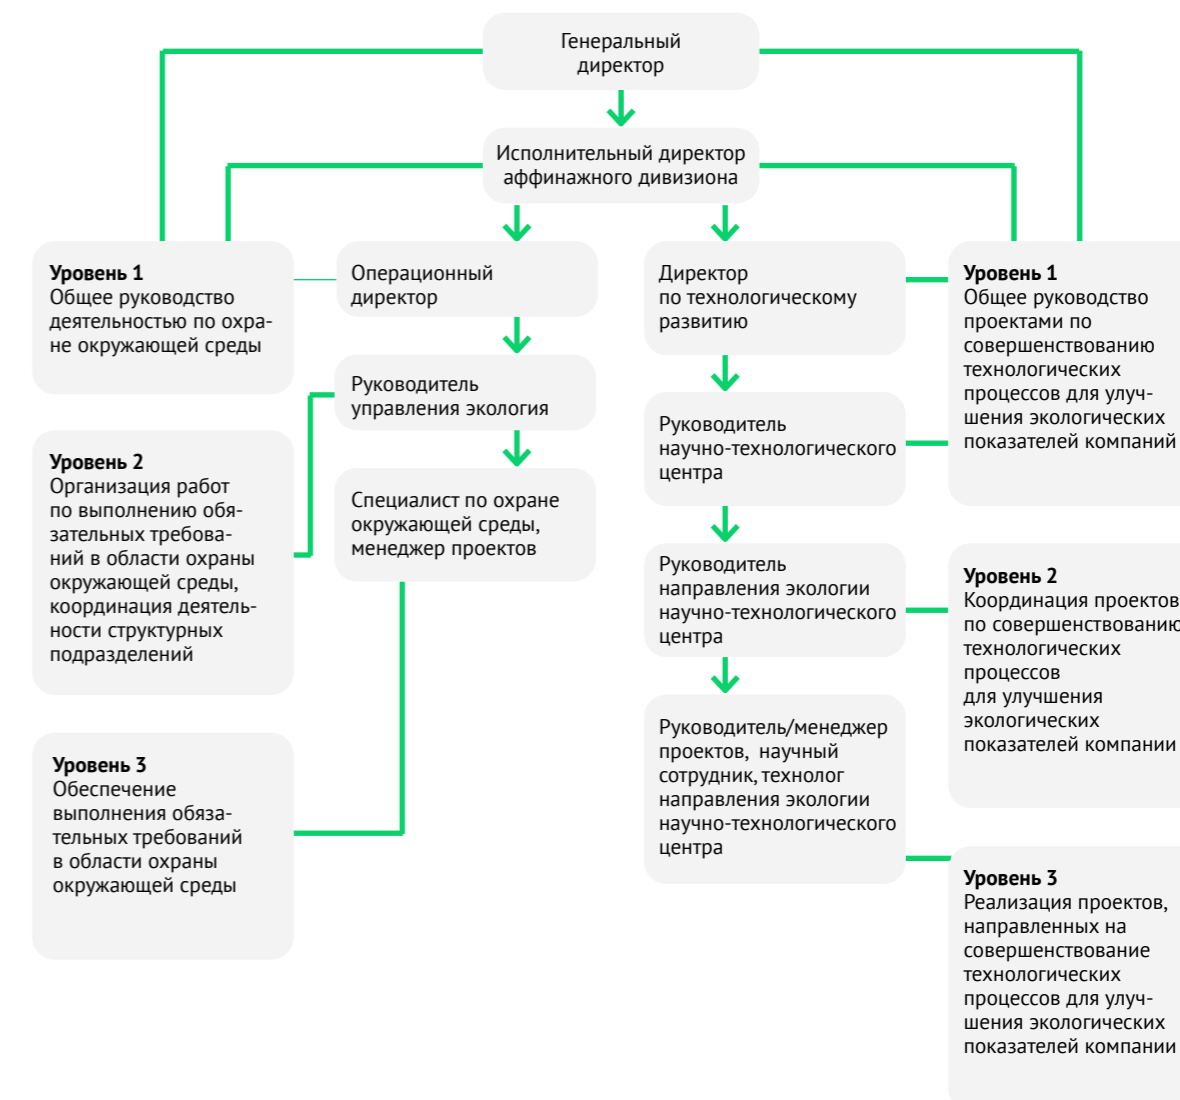 Генеральный
директор
Исполнительный директор
аффинажного дивизиона
Уровень 1
Общее руководство
деятельностью по охра-
не окружающей среды
Операционный
директор
Директор
по технологическому
развитию
Уровень 1
Общее руководство
проектами по
совершенствованию
технологических
процессов для улуч-
шения экологических
показателей компаний
Руководитель
управления экология
Руководитель
научно-технологического
центра
Уровень 2
Организация работ
по выполнению обя-
зательных требова-
ний в области охраны
окружающей среды,
координация деятель-
ности структурных
подразделений
Специалист по охране
окружающей среды,
менеджер проектов
Руководитель
направления экологии
научно-технологического
центра
Уровень 2
Координация проектов
по совершенствованию
технологических
процессов
для улучшения
экологических
показателей компании
Уровень 3
Обеспечение
выполнения обяза-
тельных требований
в области охраны
окружающей среды
Руководитель/менеджер
проектов, научный
сотрудник, технолог
направления экологии
научно-технологического
центра
Уровень 3
Реализация проектов,
направленных на
совершенствование
технологических
процессов для улуч-
шения экологических
показателей компании